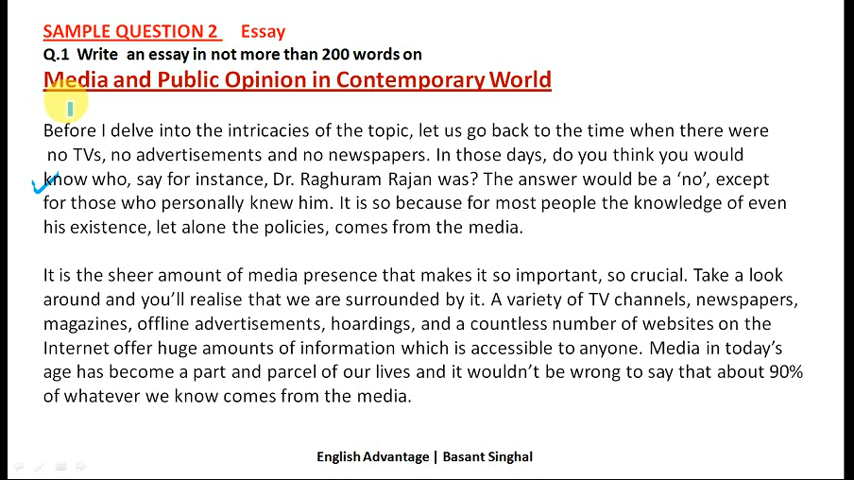 SAMPLE QUESTION 2 Essay
Q.1 Write an essay in not more than 200 words on
Media and Public Opinion in Contemporary World
Before I delve into the intricacies of the topic, let us go back to the time when there were
no TVs, no advertisements and no newspapers. In those days, do you think you would
know who, say for instance, Dr. Raghuram Rajan was? The answer would be a ‘no’, except
for those who personally knew him. It is so because for most people the knowledge of even
his existence, let alone the policies, comes from the media.
It is the sheer amount of media presence that makes it so important, so crucial. Take a look
around and you’ll realise that we are surrounded by it. A variety of TV channels, newspapers,
magazines, offline advertisements, hoardings, and a countless number of websites on the
Internet offer huge amounts of information which is accessible to anyone. Media in today’s
age has become a part and parcel of our lives and it wouldn’t be wrong to say that about 90%
of whatever we know comes from the media.
English Advantage | Basant Singhal